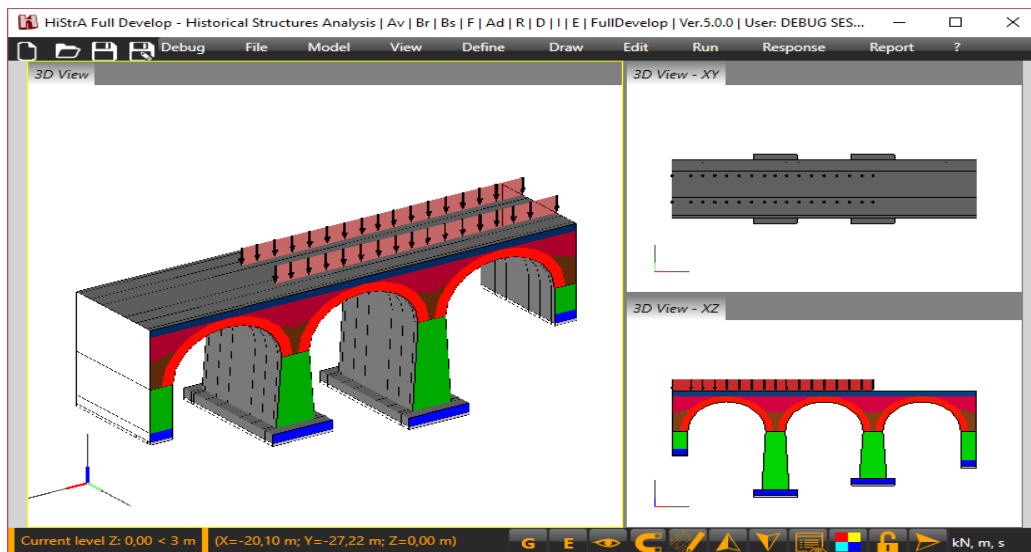 HiStrA Full Develop - Historical Structures Analysis | Av | Br | Bs | F | Ad | R | D | I | E | FullDevelop | Ver.5.0.0 | User: DEBUG SES...
Debug File Model View Define Draw Edit Run Response Report ?
3D View
3D View - XY
3D View - XZ
Current level Z: 0,00 < 3 m (X=-20,10 m; Y=-27,22 m; Z=0,00 m) G E kN, m, s